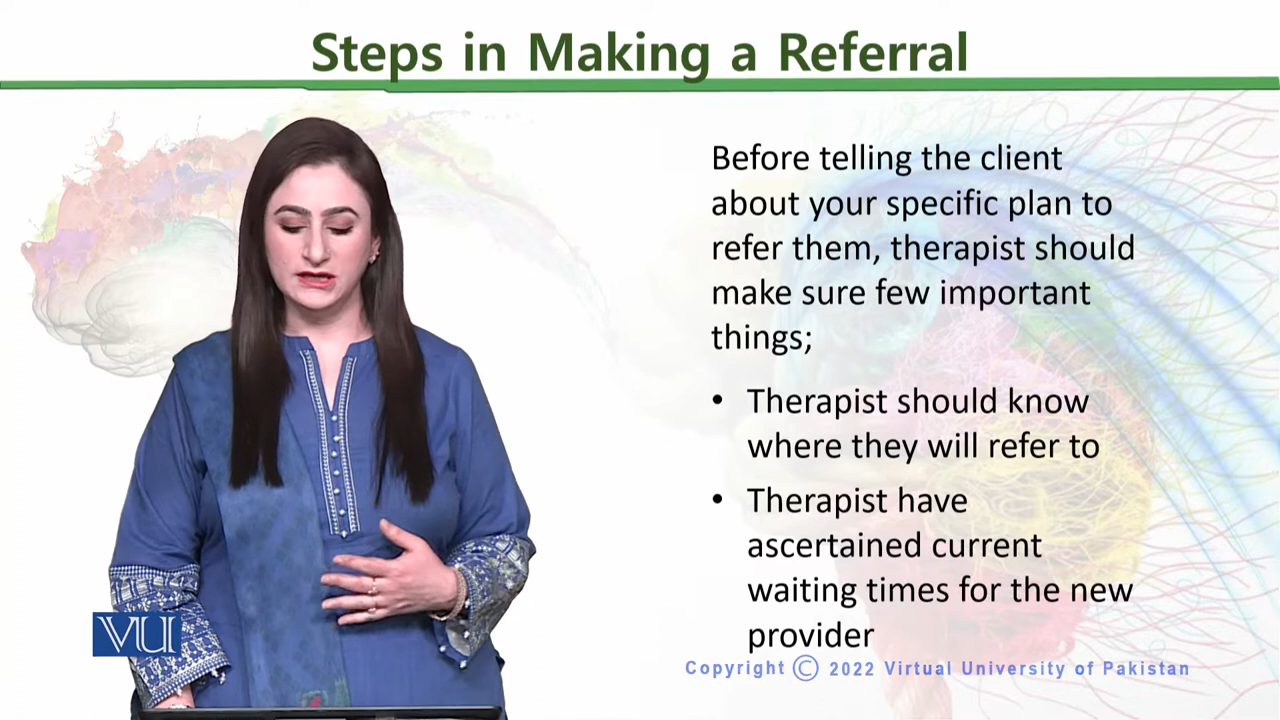 Steps in Making a Referral
Before telling the client
about your specific plan to
refer them, therapist should
make sure few important
things;
• Therapist should know
where they will refer to
• Therapist have
ascertained current
waiting times for the new
provider
VU
Copyright © 2022 Virtual University of Pakistan